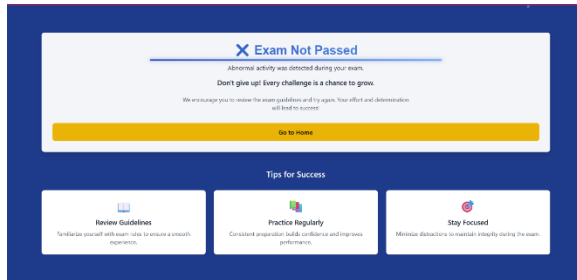 Exam Not Passed
Abnormal activity was detected during your exam.
Don't give up! Every challenge is a chance to grow.
We encourage you to review the exam guidelines and try again. Your effort and determination
will lead to success!
Go to Home
Tips for Success
Review Guidelines
Familiarize yourself with exam rules to ensure a smooth
experience.
Practice Regularly
Consistent preparation builds confidence and improves
performance.
Stay Focused
Minimize distractions to maintain integrity during the exam.